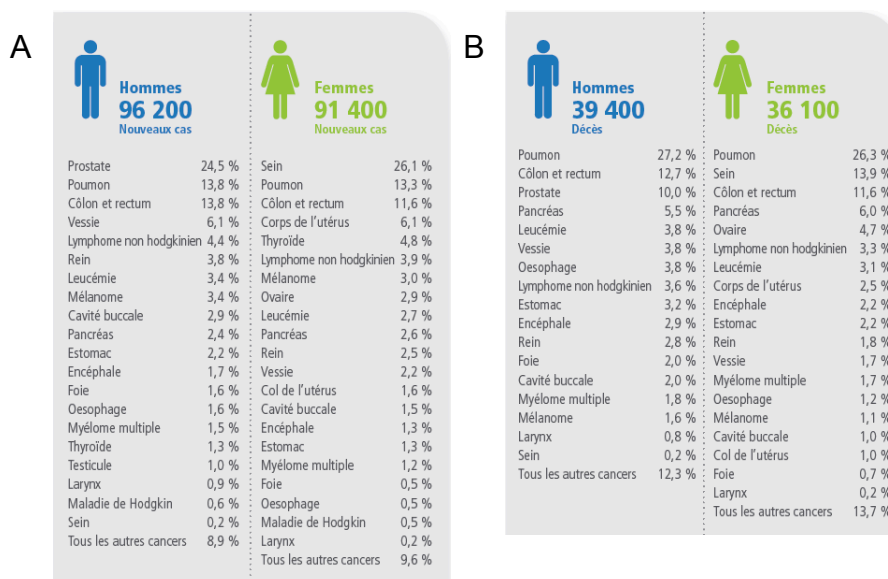 A
Hommes
96 200
Nouveaux cas
Prostate 24,5 %
Poumon 13,8 %
Côlon et rectum 13,8 %
Vessie 6,1 %
Lymphome non hodgkinien 4,4 %
Rein 3,8 %
Leucémie 3,4 %
Mélanome 3,4 %
Cavité buccale 2,9 %
Pancréas 2,4 %
Estomac 2,2 %
Encéphale 1,7 %
Foie 1,6 %
Oesophage 1,6 %
Myélome multiple 1,5 %
Thyroïde 1,3 %
Testicule 1,0 %
Larynx 0,9 %
Maladie de Hodgkin 0,6 %
Sein 0,2 %
Tous les autres cancers 8,9 %
Femmes
91 400
Nouveaux cas
Sein 26,1 %
Poumon 13,3 %
Côlon et rectum 11,6 %
Corps de l’utérus 6,1 %
Thyroïde 4,8 %
Lymphome non hodgkinien 3,9 %
Mélanome 3,0 %
Ovaire 2,9 %
Leucémie 2,7 %
Pancréas 2,6 %
Rein 2,5 %
Vessie 2,2 %
Col de l’utérus 1,6 %
Cavité buccale 1,5 %
Encéphale 1,3 %
Estomac 1,3 %
Myélome multiple 1,2 %
Foie 0,5 %
Oesophage 0,5 %
Maladie de Hodgkin 0,5 %
Larynx 0,2 %
Tous les autres cancers 9,6 %
B
Hommes
39 400
Décès
Poumon 27,2 %
Côlon et rectum 12,7 %
Prostate 10,0 %
Pancréas 5,5 %
Leucémie 3,8 %
Vessie 3,8 %
Oesophage 3,8 %
Lymphome non hodgkinien 3,6 %
Estomac 3,2 %
Encéphale 2,9 %
Rein 2,8 %
Foie 2,0 %
Cavité buccale 2,0 %
Myélome multiple 1,8 %
Mélanome 1,6 %
Larynx 0,8 %
Sein 0,2 %
Tous les autres cancers 12,3 %
Femmes
36 100
Décès
Poumon 26,3 %
Sein 13,9 %
Côlon et rectum 11,6 %
Pancréas 6,0 %
Ovaire 4,7 %
Lymphome non hodgkinien 3,3 %
Leucémie 3,1 %
Corps de l’utérus 2,5 %
Encéphale 2,2 %
Estomac 2,2 %
Rein 1,8 %
Vessie 1,7 %
Myélome multiple 1,7 %
Oesophage 1,2 %
Mélanome 1,1 %
Cavité buccale 1,0 %
Col de l’utérus 1,0 %
Foie 0,7 %
Larynx 0,2 %
Tous les autres cancers 13,7 %